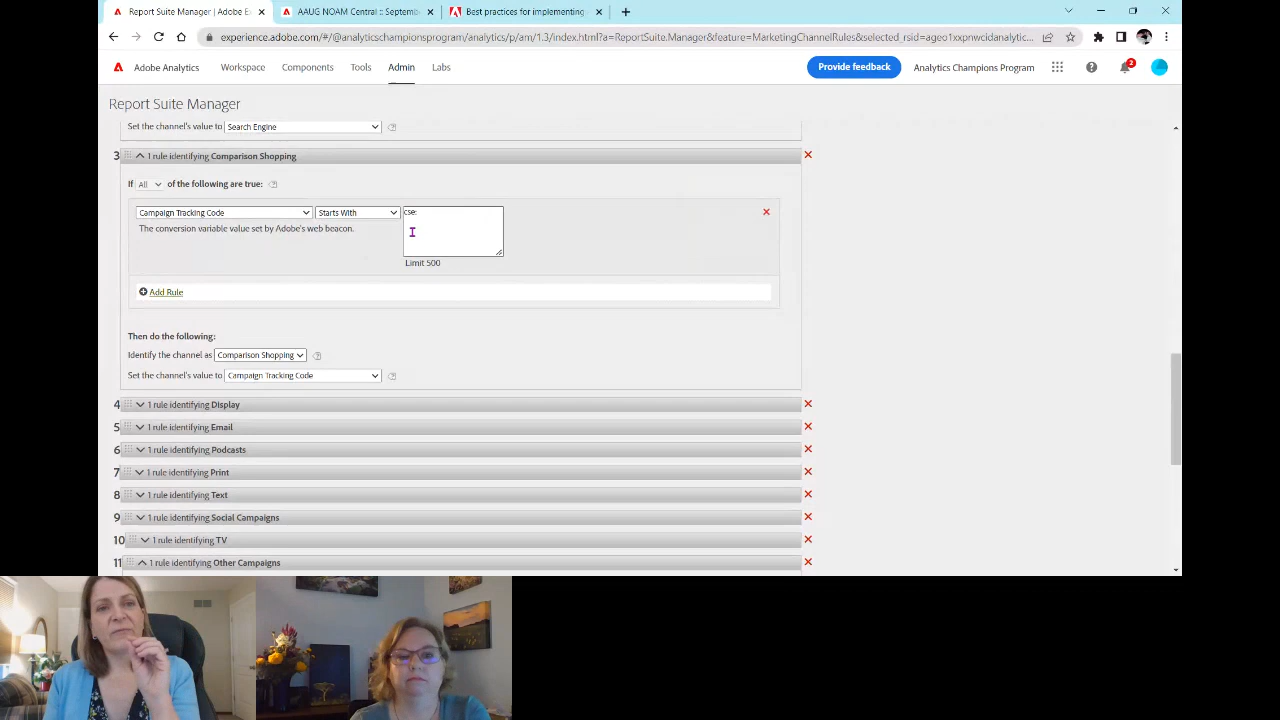 Report Suite Manager | Adobe E
AAUG NOAM Central :: Septemb
Best practices for implementing
experience.adobe.com/#/@analyticschampionsprogram/analytics/p/am/1.3/index.html?a=ReportSuite.Manager&feature=MarketingChannelRules&selected_rsid=ageo1xxpnwcidanalytic...
Adobe Analytics Workspace Components Tools Admin Labs Provide feedback Analytics Champions Program 2
Report Suite Manager
Set the channel's value to Search Engine
3 1 rule identifying Comparison Shopping
If All of the following are true:
Campaign Tracking Code Starts With cse:
The conversion variable value set by Adobe's web beacon.
Limit 500
Add Rule
Then do the following:
Identify the channel as Comparison Shopping
Set the channel's value to Campaign Tracking Code
4 1 rule identifying Display
5 1 rule identifying Email
6 1 rule identifying Podcasts
7 1 rule identifying Print
8 1 rule identifying Text
9 1 rule identifying Social Campaigns
10 1 rule identifying TV
11 1 rule identifying Other Campaigns